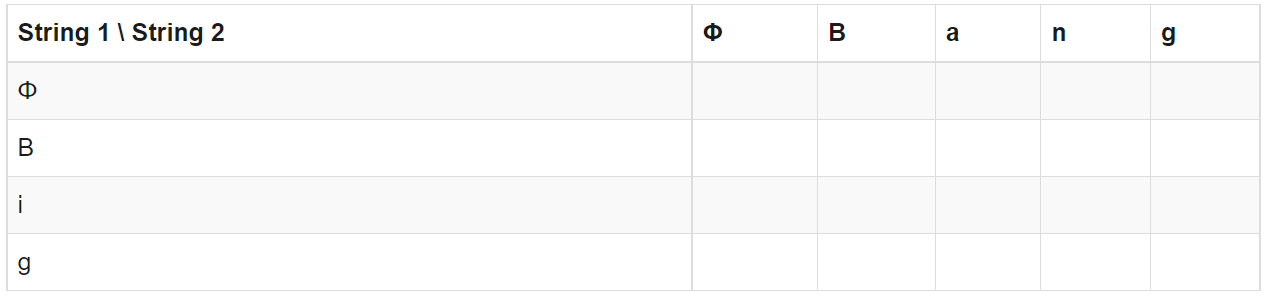 String 1 \ String 2 Φ B a n g
Φ
B
i
g